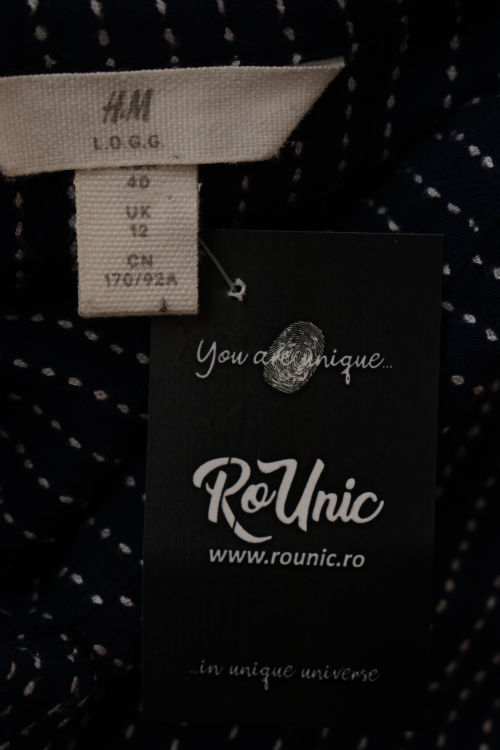 H&M
L.O.G.G.
40
UK
12
CN
170/92A
You are unique...
RoUnic
www.rounic.ro
...in unique universe